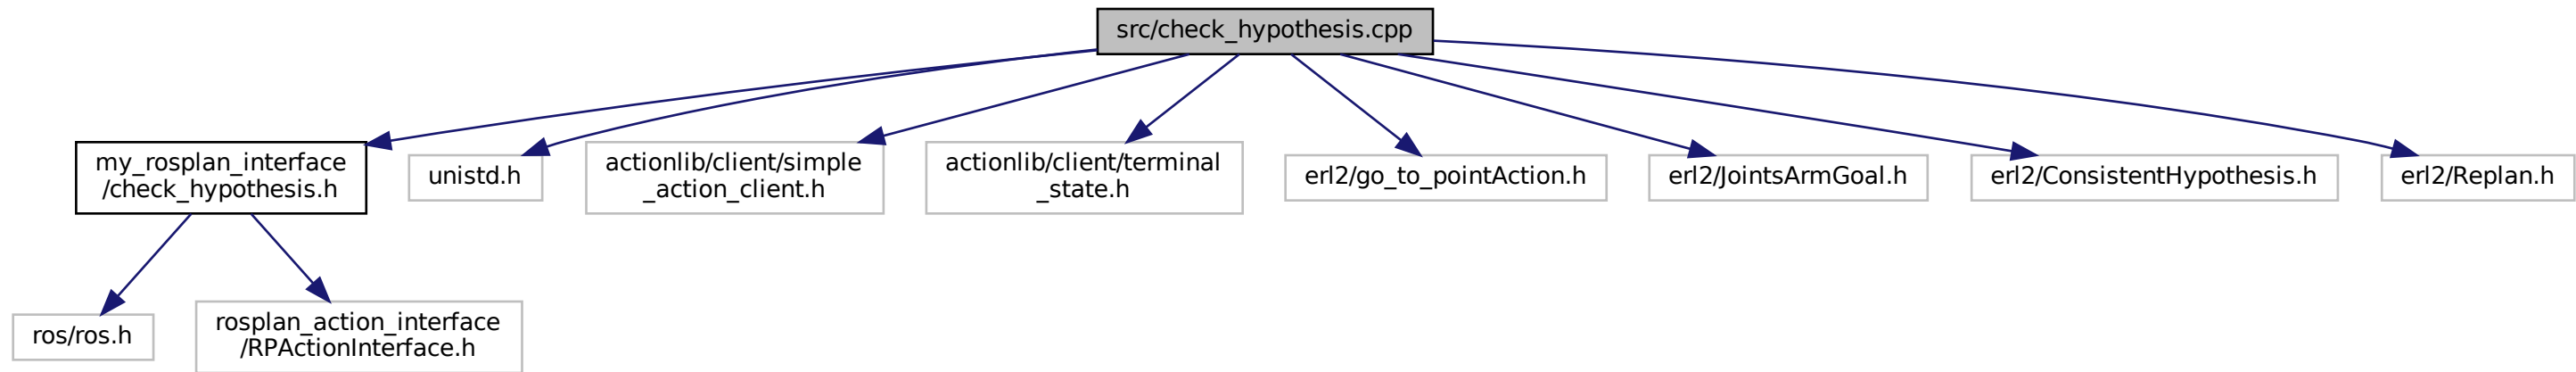 src/check_hypothesis.cpp
my_rosplan_interface
/check_hypothesis.h
unistd.h
actionlib/client/simple
_action_client.h
actionlib/client/terminal
_state.h
erl2/go_to_pointAction.h
erl2/JointsArmGoal.h
erl2/ConsistentHypothesis.h
erl2/Replan.h
ros/ros.h
rosplan_action_interface
/RPActionInterface.h